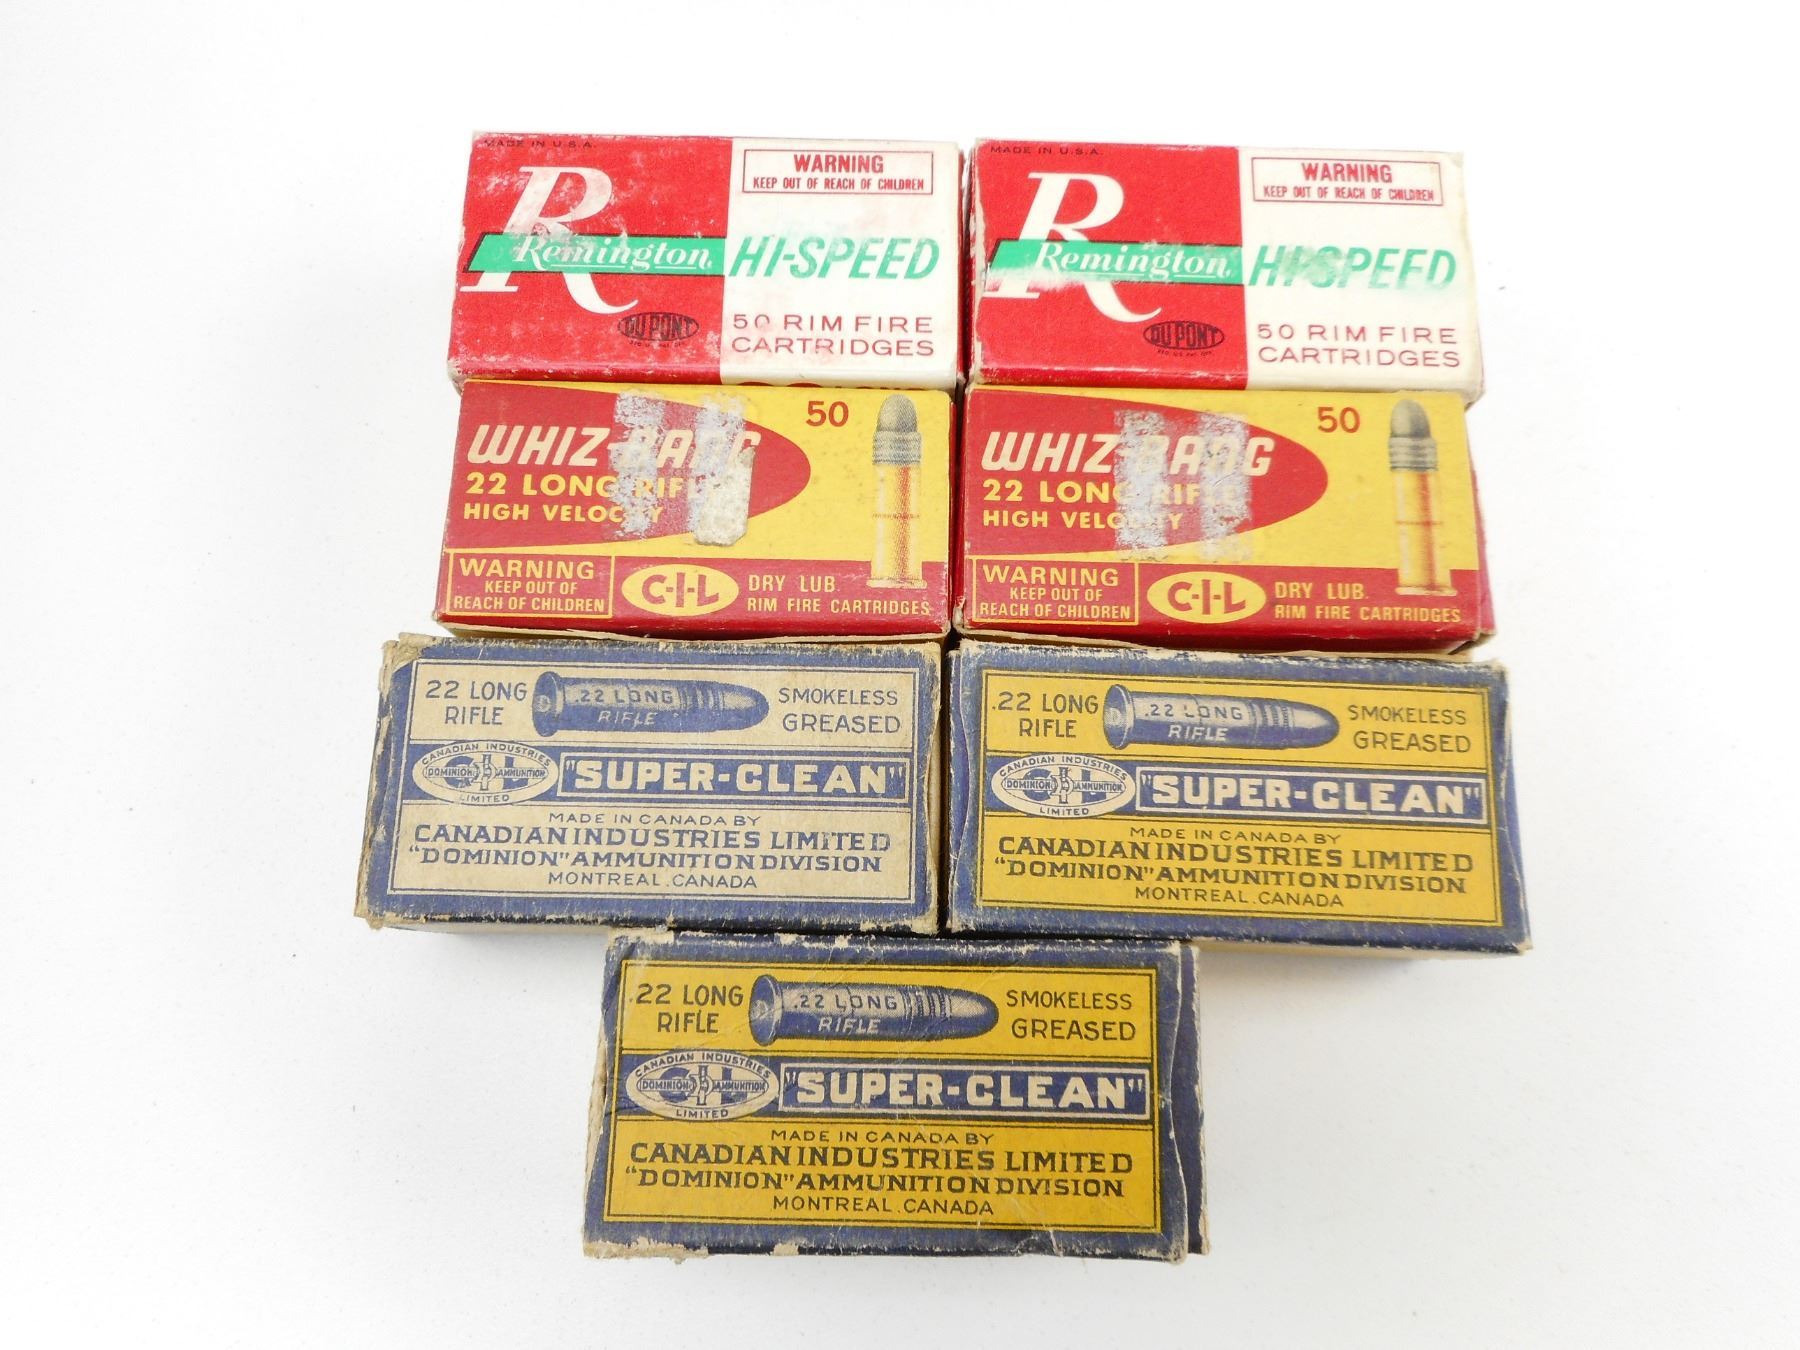 MADE IN U.S.A.
R
WARNING
KEEP OUT OF REACH OF CHILDREN
Remington
HI-SPEED
DU PONT
50 RIM FIRE
CARTRIDGES
MADE IN U.S.A.
R
WARNING
KEEP OUT OF REACH OF CHILDREN
Remington
HI-SPEED
DU PONT
50 RIM FIRE
CARTRIDGES
WHIZ-BANG
50
22 LONG RIFLE
HIGH VELOCITY
WARNING
KEEP OUT OF
REACH OF CHILDREN
C-I-L
DRY LUB.
RIM FIRE CARTRIDGES
WHIZ-BANG
50
22 LONG RIFLE
HIGH VELOCITY
WARNING
KEEP OUT OF
REACH OF CHILDREN
C-I-L
DRY LUB.
RIM FIRE CARTRIDGES
.22 LONG
RIFLE
.22 LONG
RIFLE
SMOKELESS
GREASED
CANADIAN INDUSTRIES
DOMINION AMMUNITION
LIMITED
"SUPER-CLEAN"
MADE IN CANADA BY
CANADIAN INDUSTRIES LIMITED
"DOMINION" AMMUNITION DIVISION
MONTREAL. CANADA
.22 LONG
RIFLE
.22 LONG
RIFLE
SMOKELESS
GREASED
CANADIAN INDUSTRIES
DOMINION AMMUNITION
LIMITED
"SUPER-CLEAN"
MADE IN CANADA BY
CANADIAN INDUSTRIES LIMITED
"DOMINION" AMMUNITION DIVISION
MONTREAL. CANADA
.22 LONG
RIFLE
.22 LONG
RIFLE
SMOKELESS
GREASED
CANADIAN INDUSTRIES
DOMINION AMMUNITION
LIMITED
"SUPER-CLEAN"
MADE IN CANADA BY
CANADIAN INDUSTRIES LIMITED
"DOMINION" AMMUNITION DIVISION
MONTREAL. CANADA